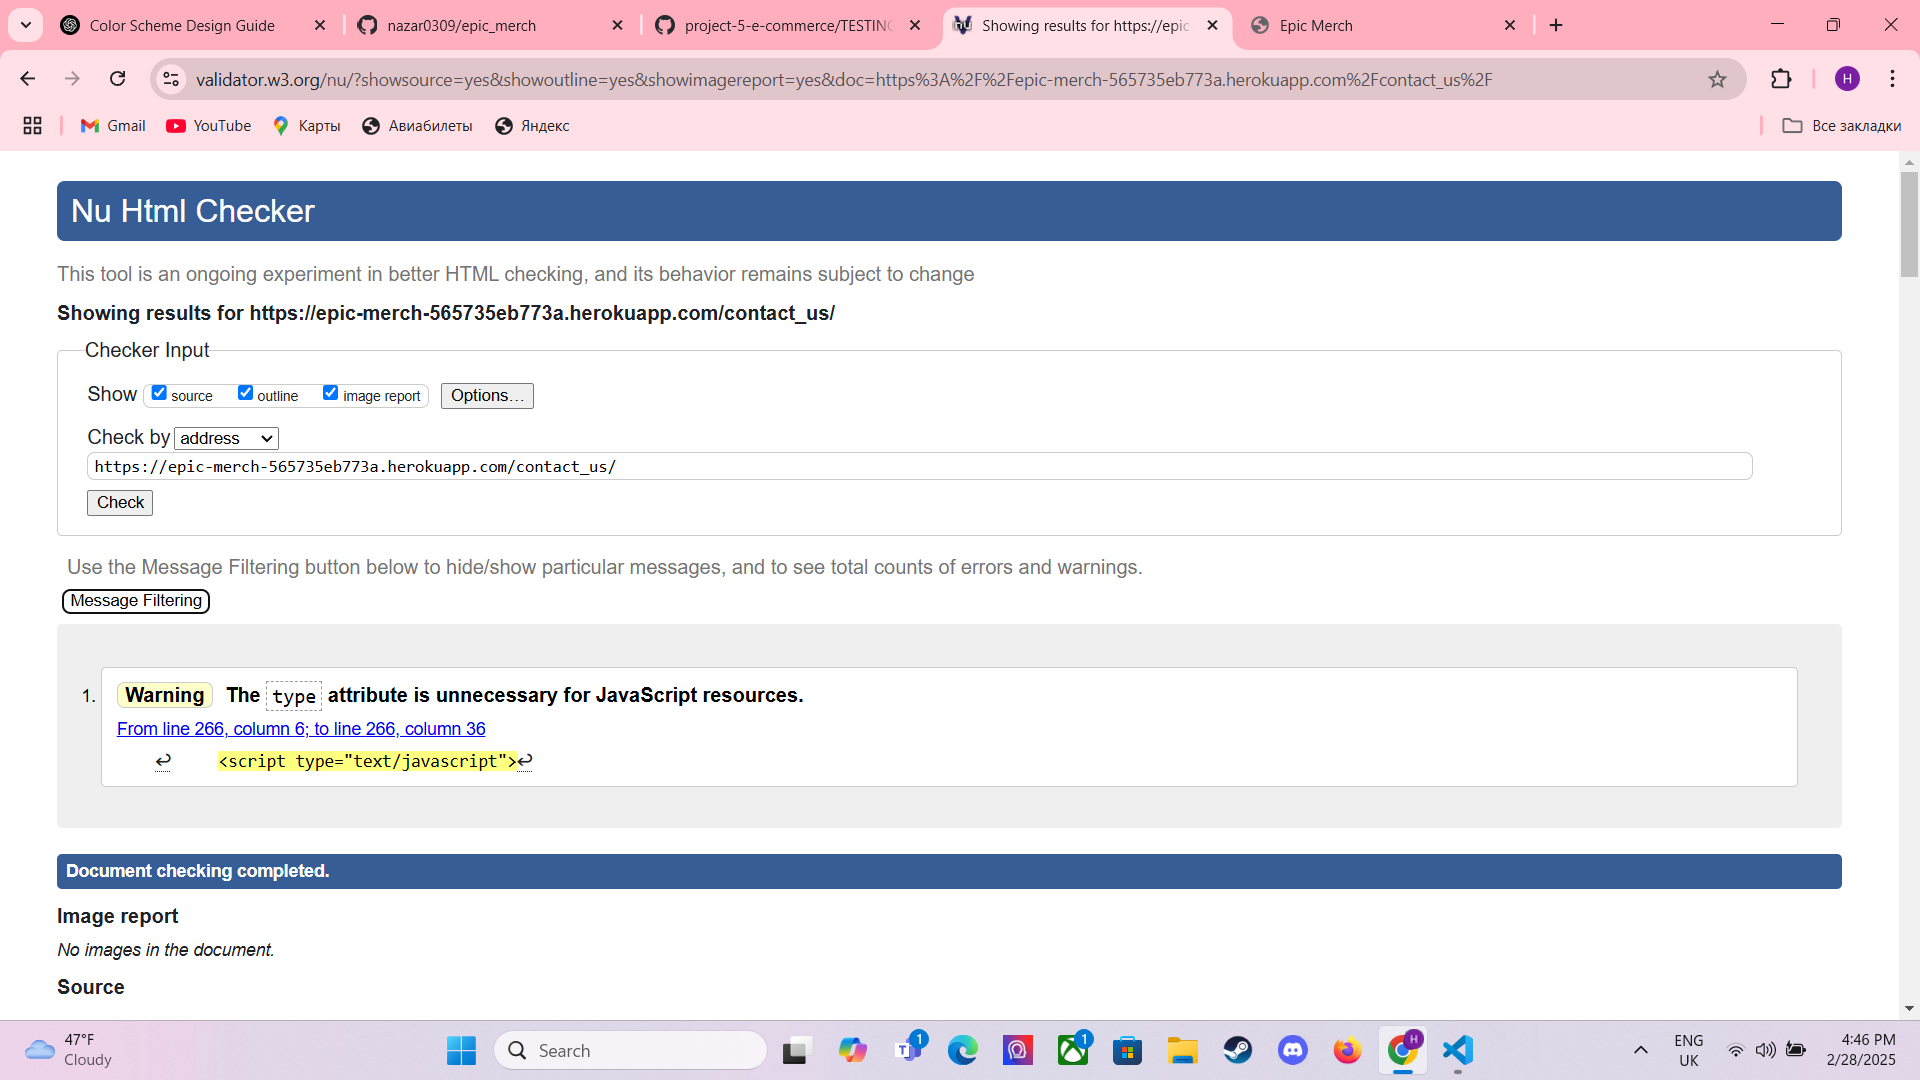 Color Scheme Design Guide
nazar0309/epic_merch
project-5-e-commerce/TESTING
Showing results for https://epic
Epic Merch
validator.w3.org/nu/?showsource=yes&showoutline=yes&showimagereport=yes&doc=https%3A%2F%2Fepic-merch-565735eb773a.herokuapp.com%2Fcontact_us%2F
H
Gmail
YouTube
Карты
Авиабилеты
Яндекс
Все закладки
Nu Html Checker
This tool is an ongoing experiment in better HTML checking, and its behavior remains subject to change
Showing results for https://epic-merch-565735eb773a.herokuapp.com/contact_us/
Checker Input
Show source outline image report Options...
Check by address
https://epic-merch-565735eb773a.herokuapp.com/contact_us/
Check
Use the Message Filtering button below to hide/show particular messages, and to see total counts of errors and warnings.
Message Filtering
1. Warning The type attribute is unnecessary for JavaScript resources.
From line 266, column 6; to line 266, column 36
↩ <script type="text/javascript">↩
Document checking completed.
Image report
No images in the document.
Source
47°F
Cloudy
Search
1
1
H
ENG
UK
4:46 PM
2/28/2025